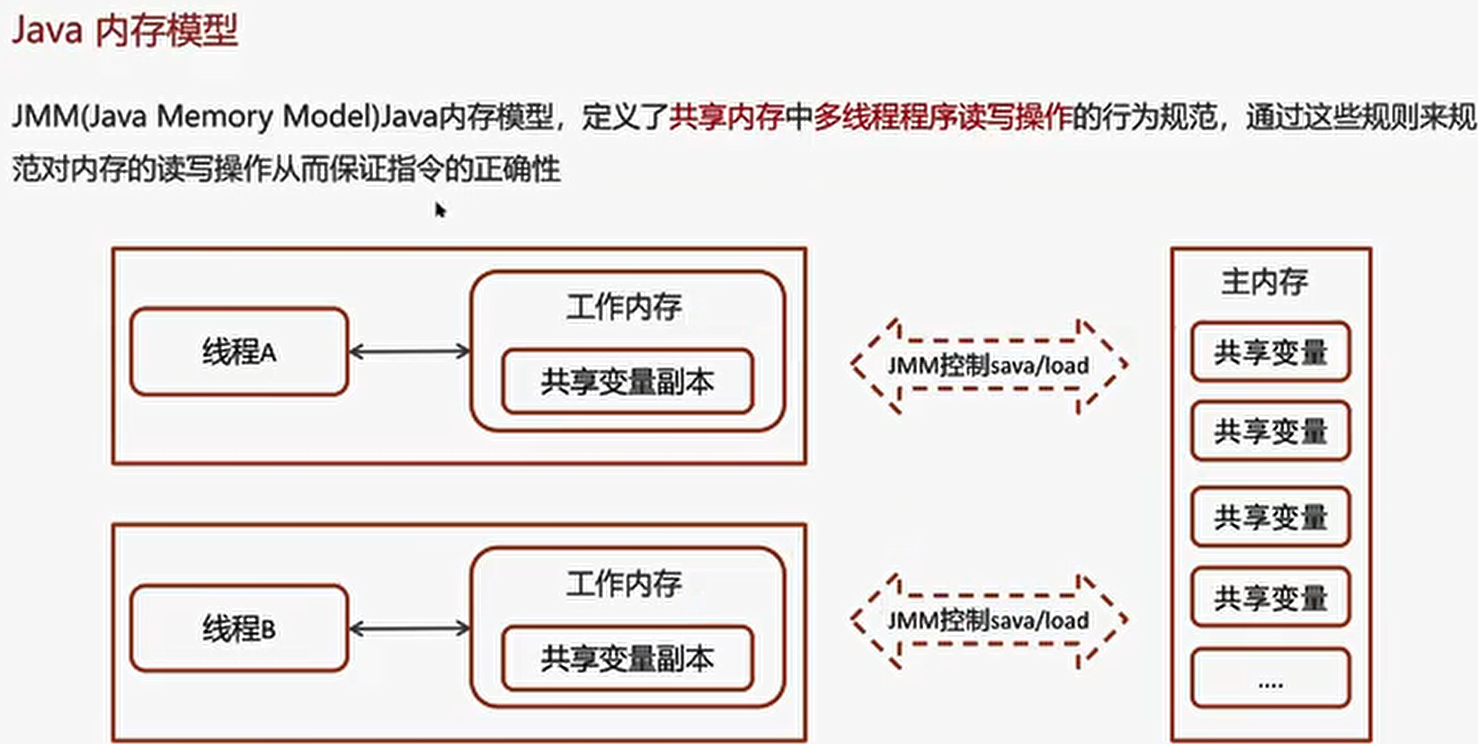 Java 内存模型
JMM(Java Memory Model)Java内存模型，定义了共享内存中多线程程序读写操作的行为规范，通过这些规则来规
范对内存的读写操作从而保证指令的正确性
线程A
工作内存
共享变量副本
JMM控制sava/load
主内存
共享变量
共享变量
共享变量
共享变量
....
线程B
工作内存
共享变量副本
JMM控制sava/load